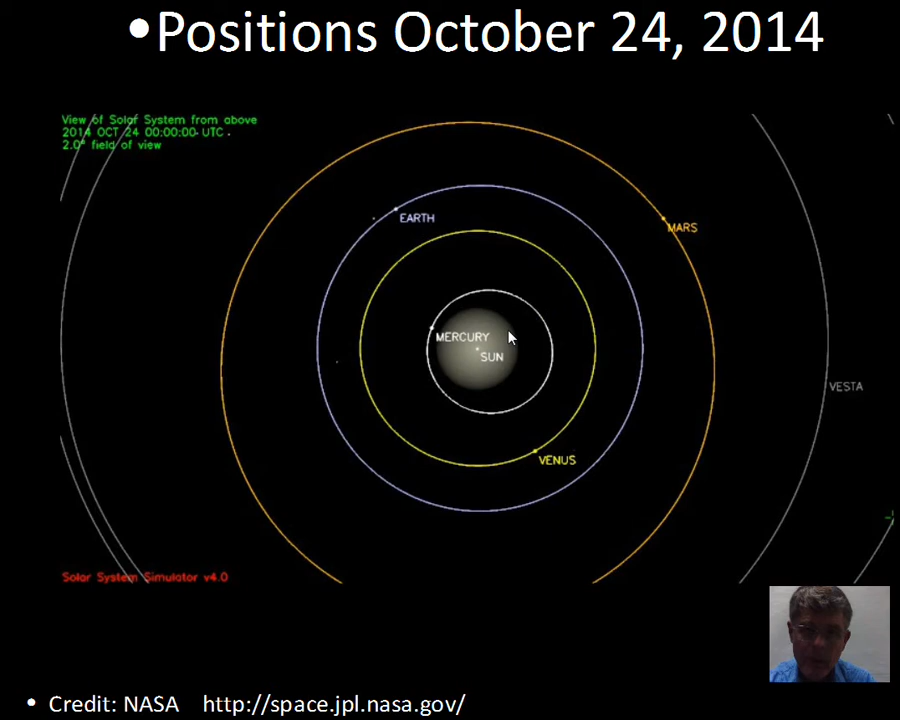 •Positions October 24, 2014
View of Solar System from above
2014 OCT 24 00:00:00 UTC
2.0° field of view
EARTH
MARS
MERCURY
SUN
VESTA
VENUS
Solar System Simulator v4.0
• Credit: NASA http://space.jpl.nasa.gov/